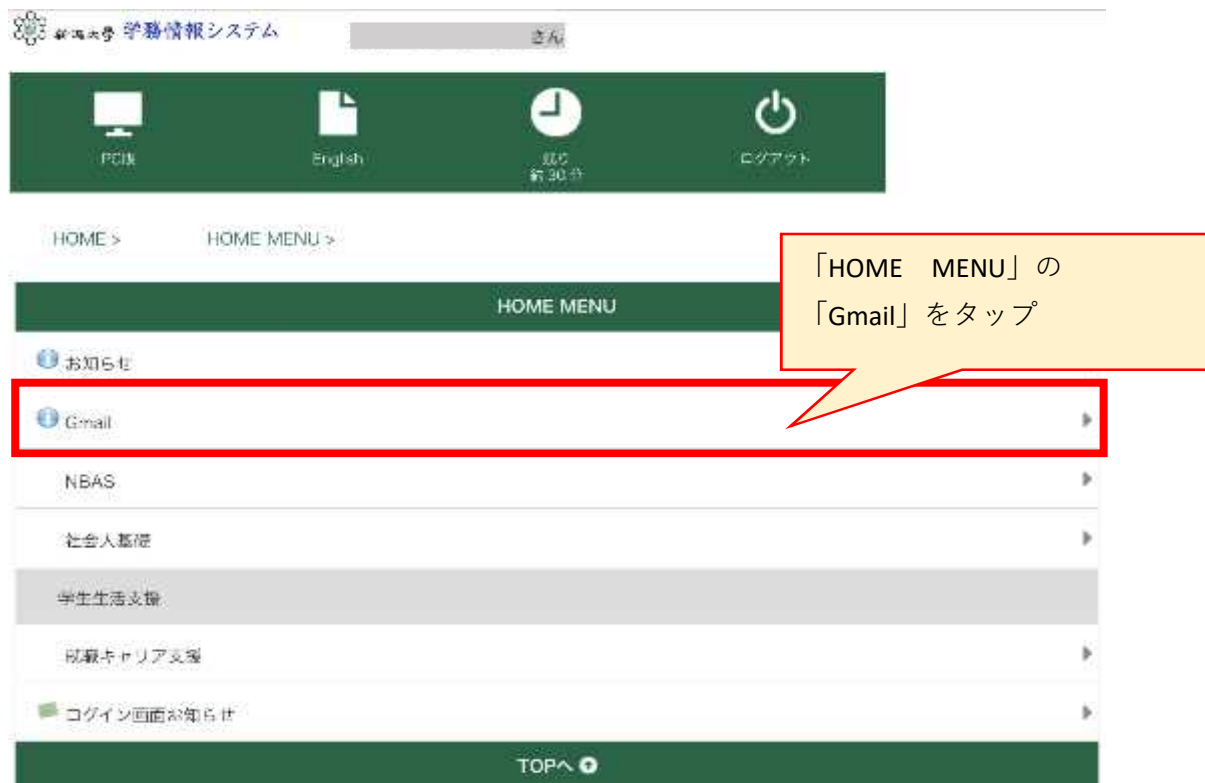 新潟大學 学務情報システム さん
PC版 English 残り ログアウト
約 30 分
HOME > HOME MENU >
「HOME　MENU」の
「Gmail」をタップ
HOME MENU
お知らせ
Gmail
NBAS
社会人基礎
学生生活支援
就職キャリア支援
ログイン画面お知らせ
TOPへ